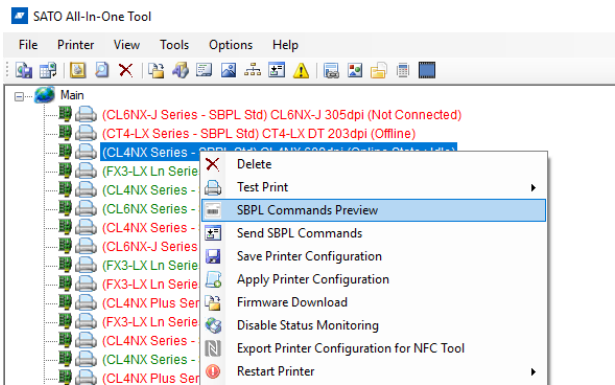 SATO All-In-One Tool
File Printer View Tools Options Help
Main
(CL6NX-J Series - SBPL Std) CL6NX-J 305dpi (Not Connected)
(CT4-LX Series - SBPL Std) CT4-LX DT 203dpi (Offline)
(CL4NX Series -
Delete
(FX3-LX Ln Serie
Test Print
(CL4NX Series -
(CL6NX Series -
SBPL Commands Preview
(CL4NX Series -
Send SBPL Commands
(CL6NX-J Series
Save Printer Configuration
(FX3-LX Ln Serie
Apply Printer Configuration
(CL4NX Plus Ser
Firmware Download
(FX3-LX Ln Serie
Disable Status Monitoring
(CL4NX Series -
Export Printer Configuration for NFC Tool
(CL4NX Series -
Restart Printer
(CL4NX Plus Ser